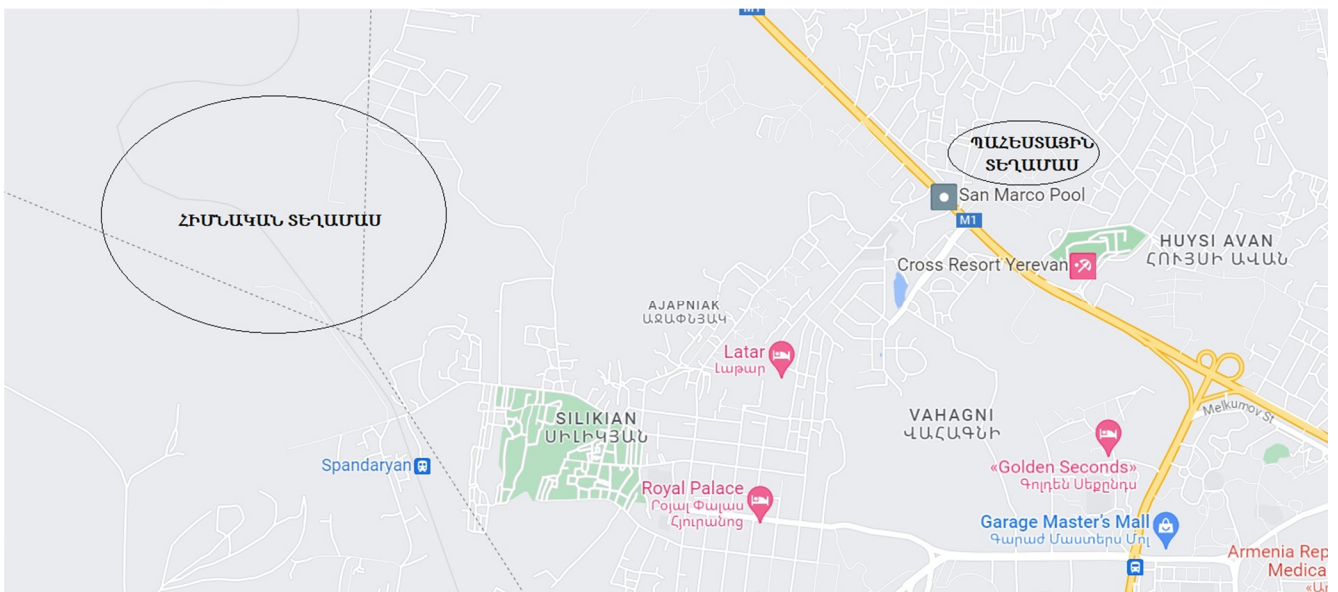 M1
ՊԱՀԵՍՏԱՅԻՆ
ՏԵՂԱՄԱՍ
ՀԻՄՆԱԿԱՆ ՏԵՂԱՄԱՍ
San Marco Pool
M1
HUYSI AVAN
ՀՈՒՅՍԻ ԱՎԱՆ
Cross Resort Yerevan
AJAPNIAK
ԱՋԱՓՆՅԱԿ
Latar
Լաթար
SILIKIAN
ՍԻԼԻԿՅԱՆ
VAHAGNI
ՎԱՀԱԳՆԻ
Melkumov St
Spandaryan
«Golden Seconds»
Գոլդեն Սեքընդս
Royal Palace
Րօյալ Փալաս
Հյուրանոց
Garage Master's Mall
Գարաժ Մաստերս Մոլ
Armenia Rep
Medica